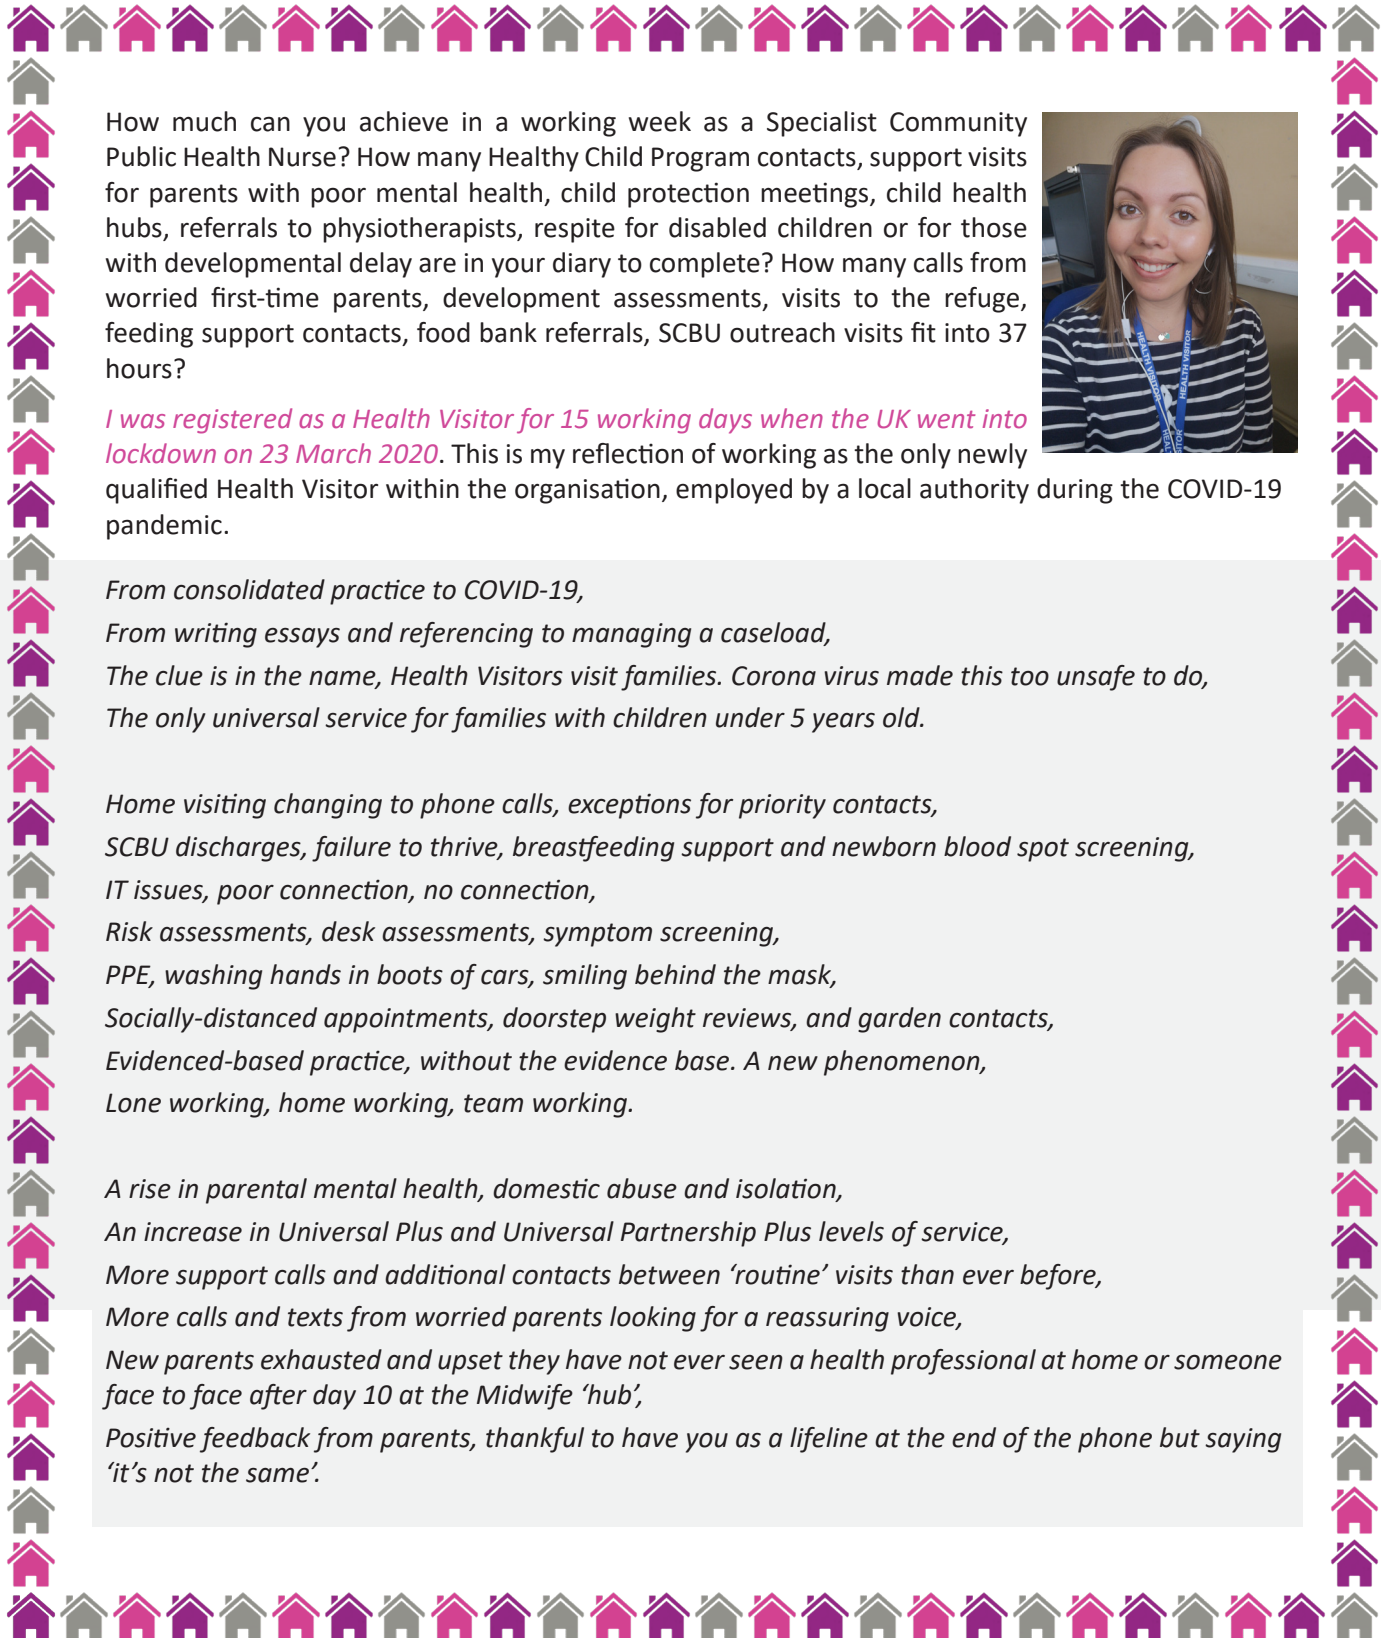 How much can you achieve in a working week as a Specialist Community
Public Health Nurse? How many Healthy Child Program contacts, support visits
for parents with poor mental health, child protection meetings, child health
hubs, referrals to physiotherapists, respite for disabled children or for those
with developmental delay are in your diary to complete? How many calls from
worried first-time parents, development assessments, visits to the refuge,
feeding support contacts, food bank referrals, SCBU outreach visits fit into 37
hours?
I was registered as a Health Visitor for 15 working days when the UK went into
lockdown on 23 March 2020. This is my reflection of working as the only newly
qualified Health Visitor within the organisation, employed by a local authority during the COVID-19
pandemic.
HEALTH VISITOR
HEALTH VISITOR
From consolidated practice to COVID-19,
From writing essays and referencing to managing a caseload,
The clue is in the name, Health Visitors visit families. Corona virus made this too unsafe to do,
The only universal service for families with children under 5 years old.
Home visiting changing to phone calls, exceptions for priority contacts,
SCBU discharges, failure to thrive, breastfeeding support and newborn blood spot screening,
IT issues, poor connection, no connection,
Risk assessments, desk assessments, symptom screening,
PPE, washing hands in boots of cars, smiling behind the mask,
Socially-distanced appointments, doorstep weight reviews, and garden contacts,
Evidenced-based practice, without the evidence base. A new phenomenon,
Lone working, home working, team working.
A rise in parental mental health, domestic abuse and isolation,
An increase in Universal Plus and Universal Partnership Plus levels of service,
More support calls and additional contacts between ‘routine’ visits than ever before,
More calls and texts from worried parents looking for a reassuring voice,
New parents exhausted and upset they have not ever seen a health professional at home or someone
face to face after day 10 at the Midwife ‘hub’,
Positive feedback from parents, thankful to have you as a lifeline at the end of the phone but saying
‘it’s not the same’.